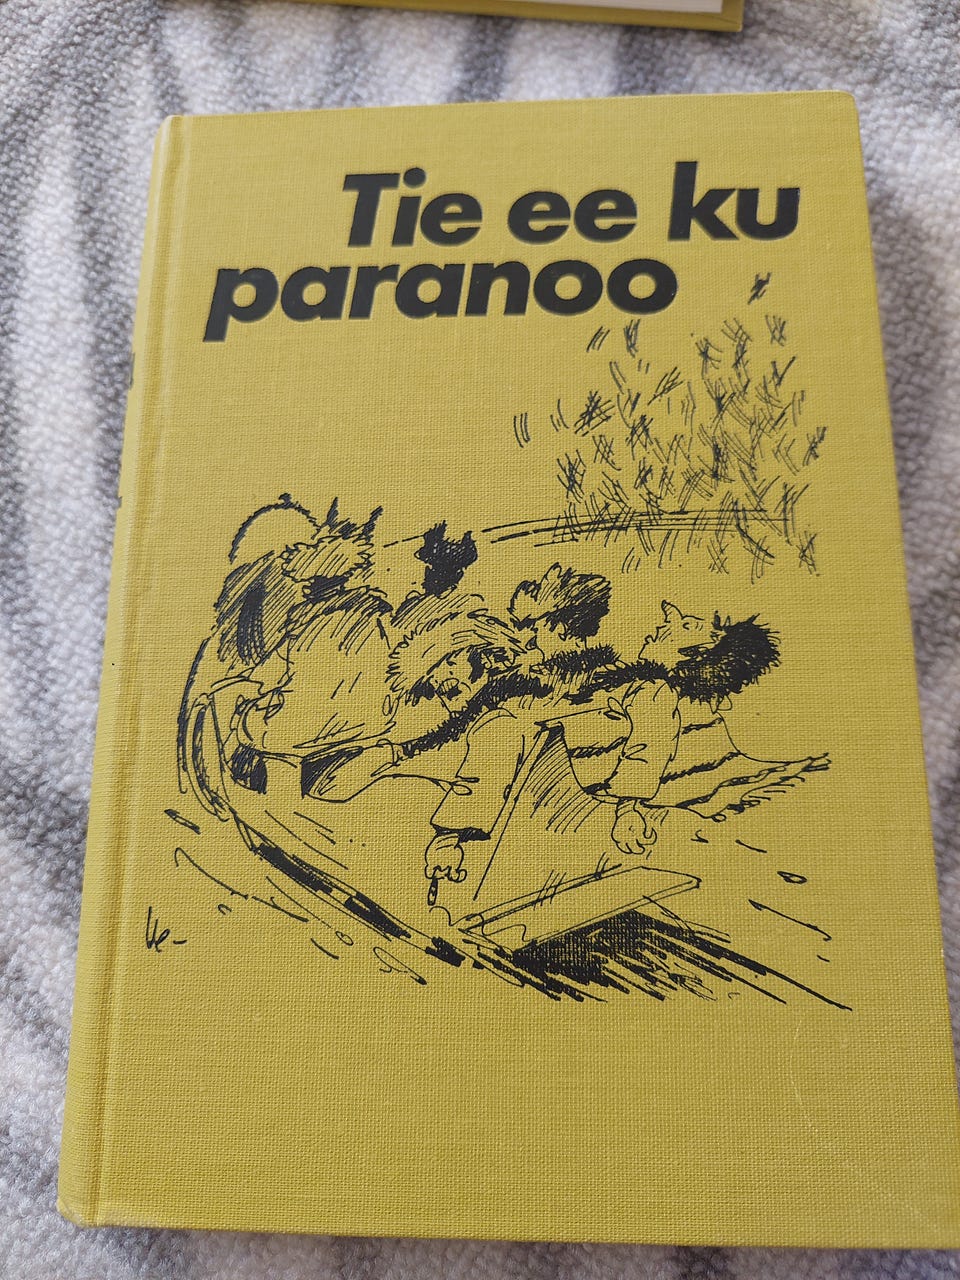 Tie ee ku
paranoo